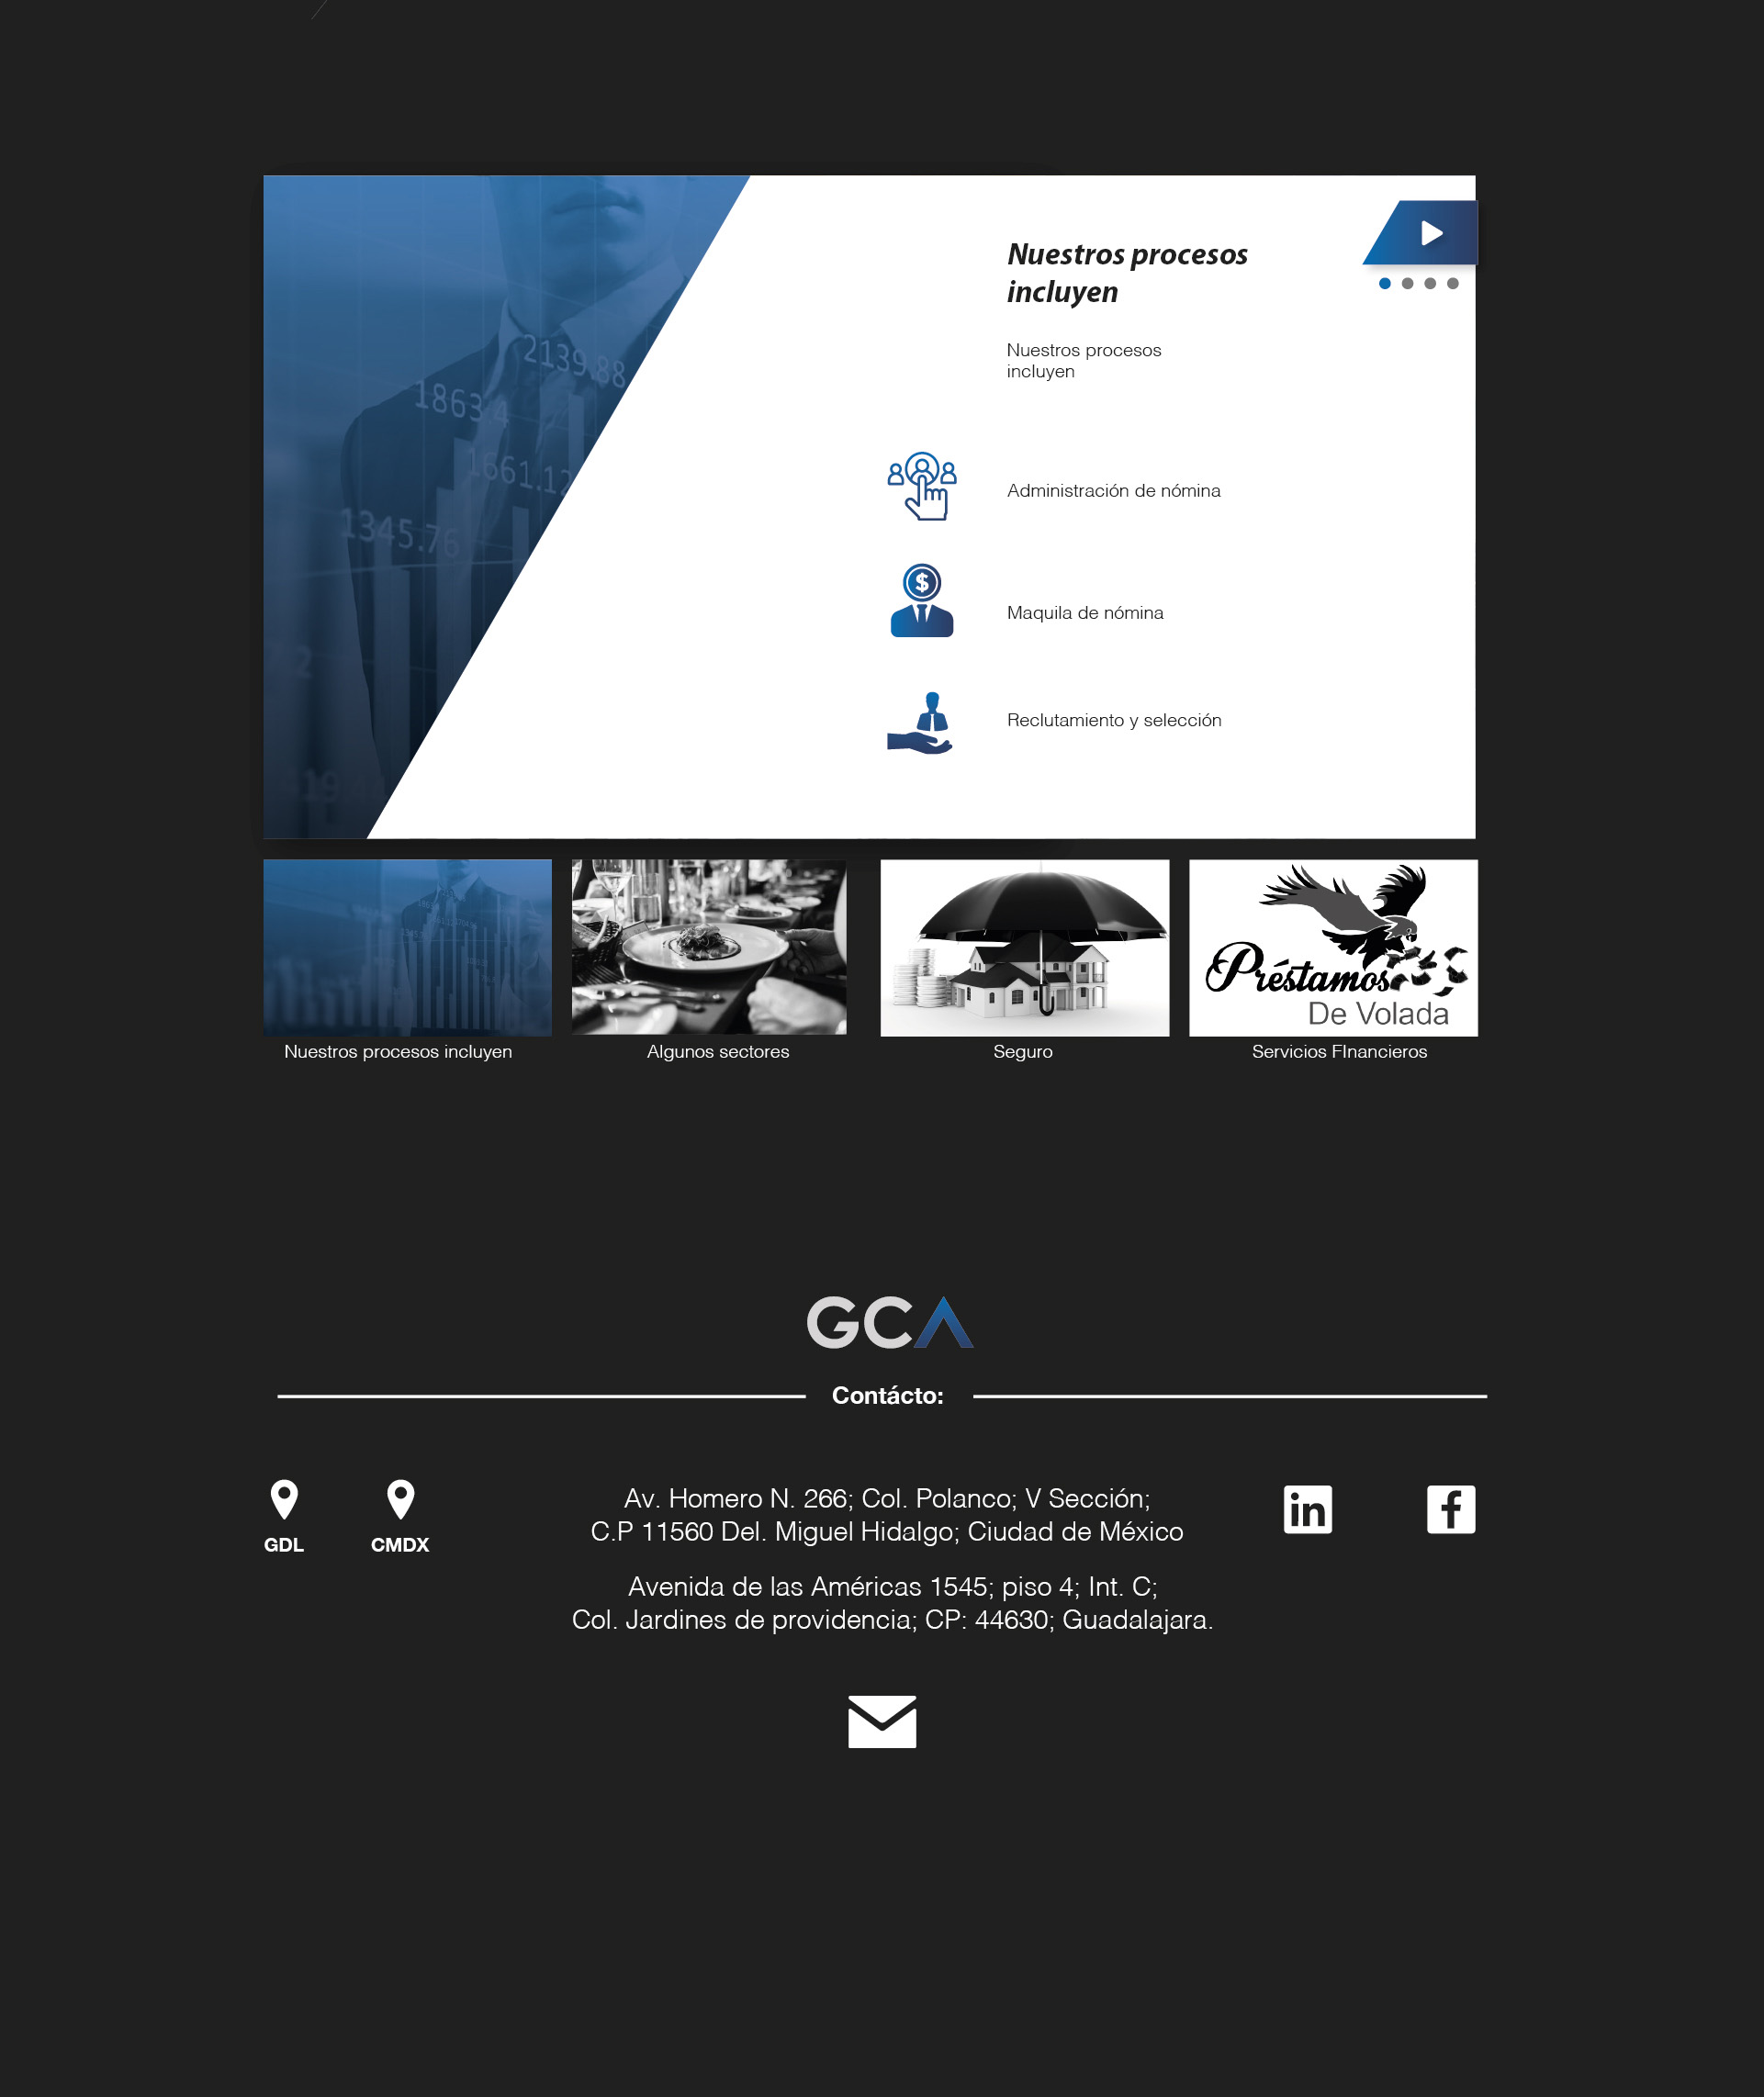 Nuestros procesos
incluyen
Nuestros procesos
incluyen
2139.88
1863.4
1661.12
1345.76
Administración de nómina
$
Maquila de nómina
Reclutamiento y selección
Préstamos
De Volada
Nuestros procesos incluyen
Algunos sectores
Seguro
Servicios FInancieros
GCA
Contácto:
GDL
CMDX
Av. Homero N. 266; Col. Polanco; V Sección;
C.P 11560 Del. Miguel Hidalgo; Ciudad de México
Avenida de las Américas 1545; piso 4; Int. C;
Col. Jardines de providencia; CP: 44630; Guadalajara.
in
f